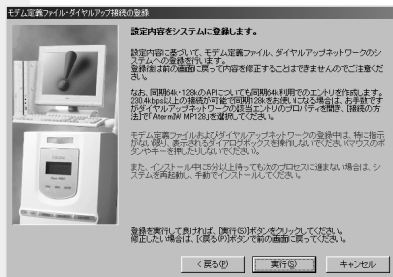 モデム定義ファイル・ダイヤルアップ接続の登録
設定内容をシステムに登録します。
設定内容に基づいて、モデム定義ファイル、ダイヤルアップネットワークのシ
ステムへの登録を行います。
登録後は前の画面に戻って内容を修正することはできませんのでご注意くだ
さい。
なお、同期64k・128kのAPIについても同期64k利用でのエントリを作成します。
230.4kbps以上の接続が可能で同期128kをお使いになる場合は、お手数です
がダイヤルアップネットワークの該当エントリのプロパティを開き、[接続の方
法]で「AtermIW MP128」を選択してください。
モデム定義ファイルおよびダイヤルアップネットワークの登録中は、特に指示
がない限り、表示されるダイアログボックスを操作しないでください(マウスのボ
タンやキーを押したりしないでください)。
また、インストール中に5分以上待っても次のプロセスに進まない場合は、シ
ステムを再起動し、手動でインストールしてください。
登録を実行して良ければ、[実行(S)]ボタンをクリックしてください。
修正したい場合は、[<戻る(P)]ボタンで前の画面に戻ってください。
< 戻る(P)
実行(S)
キャンセル